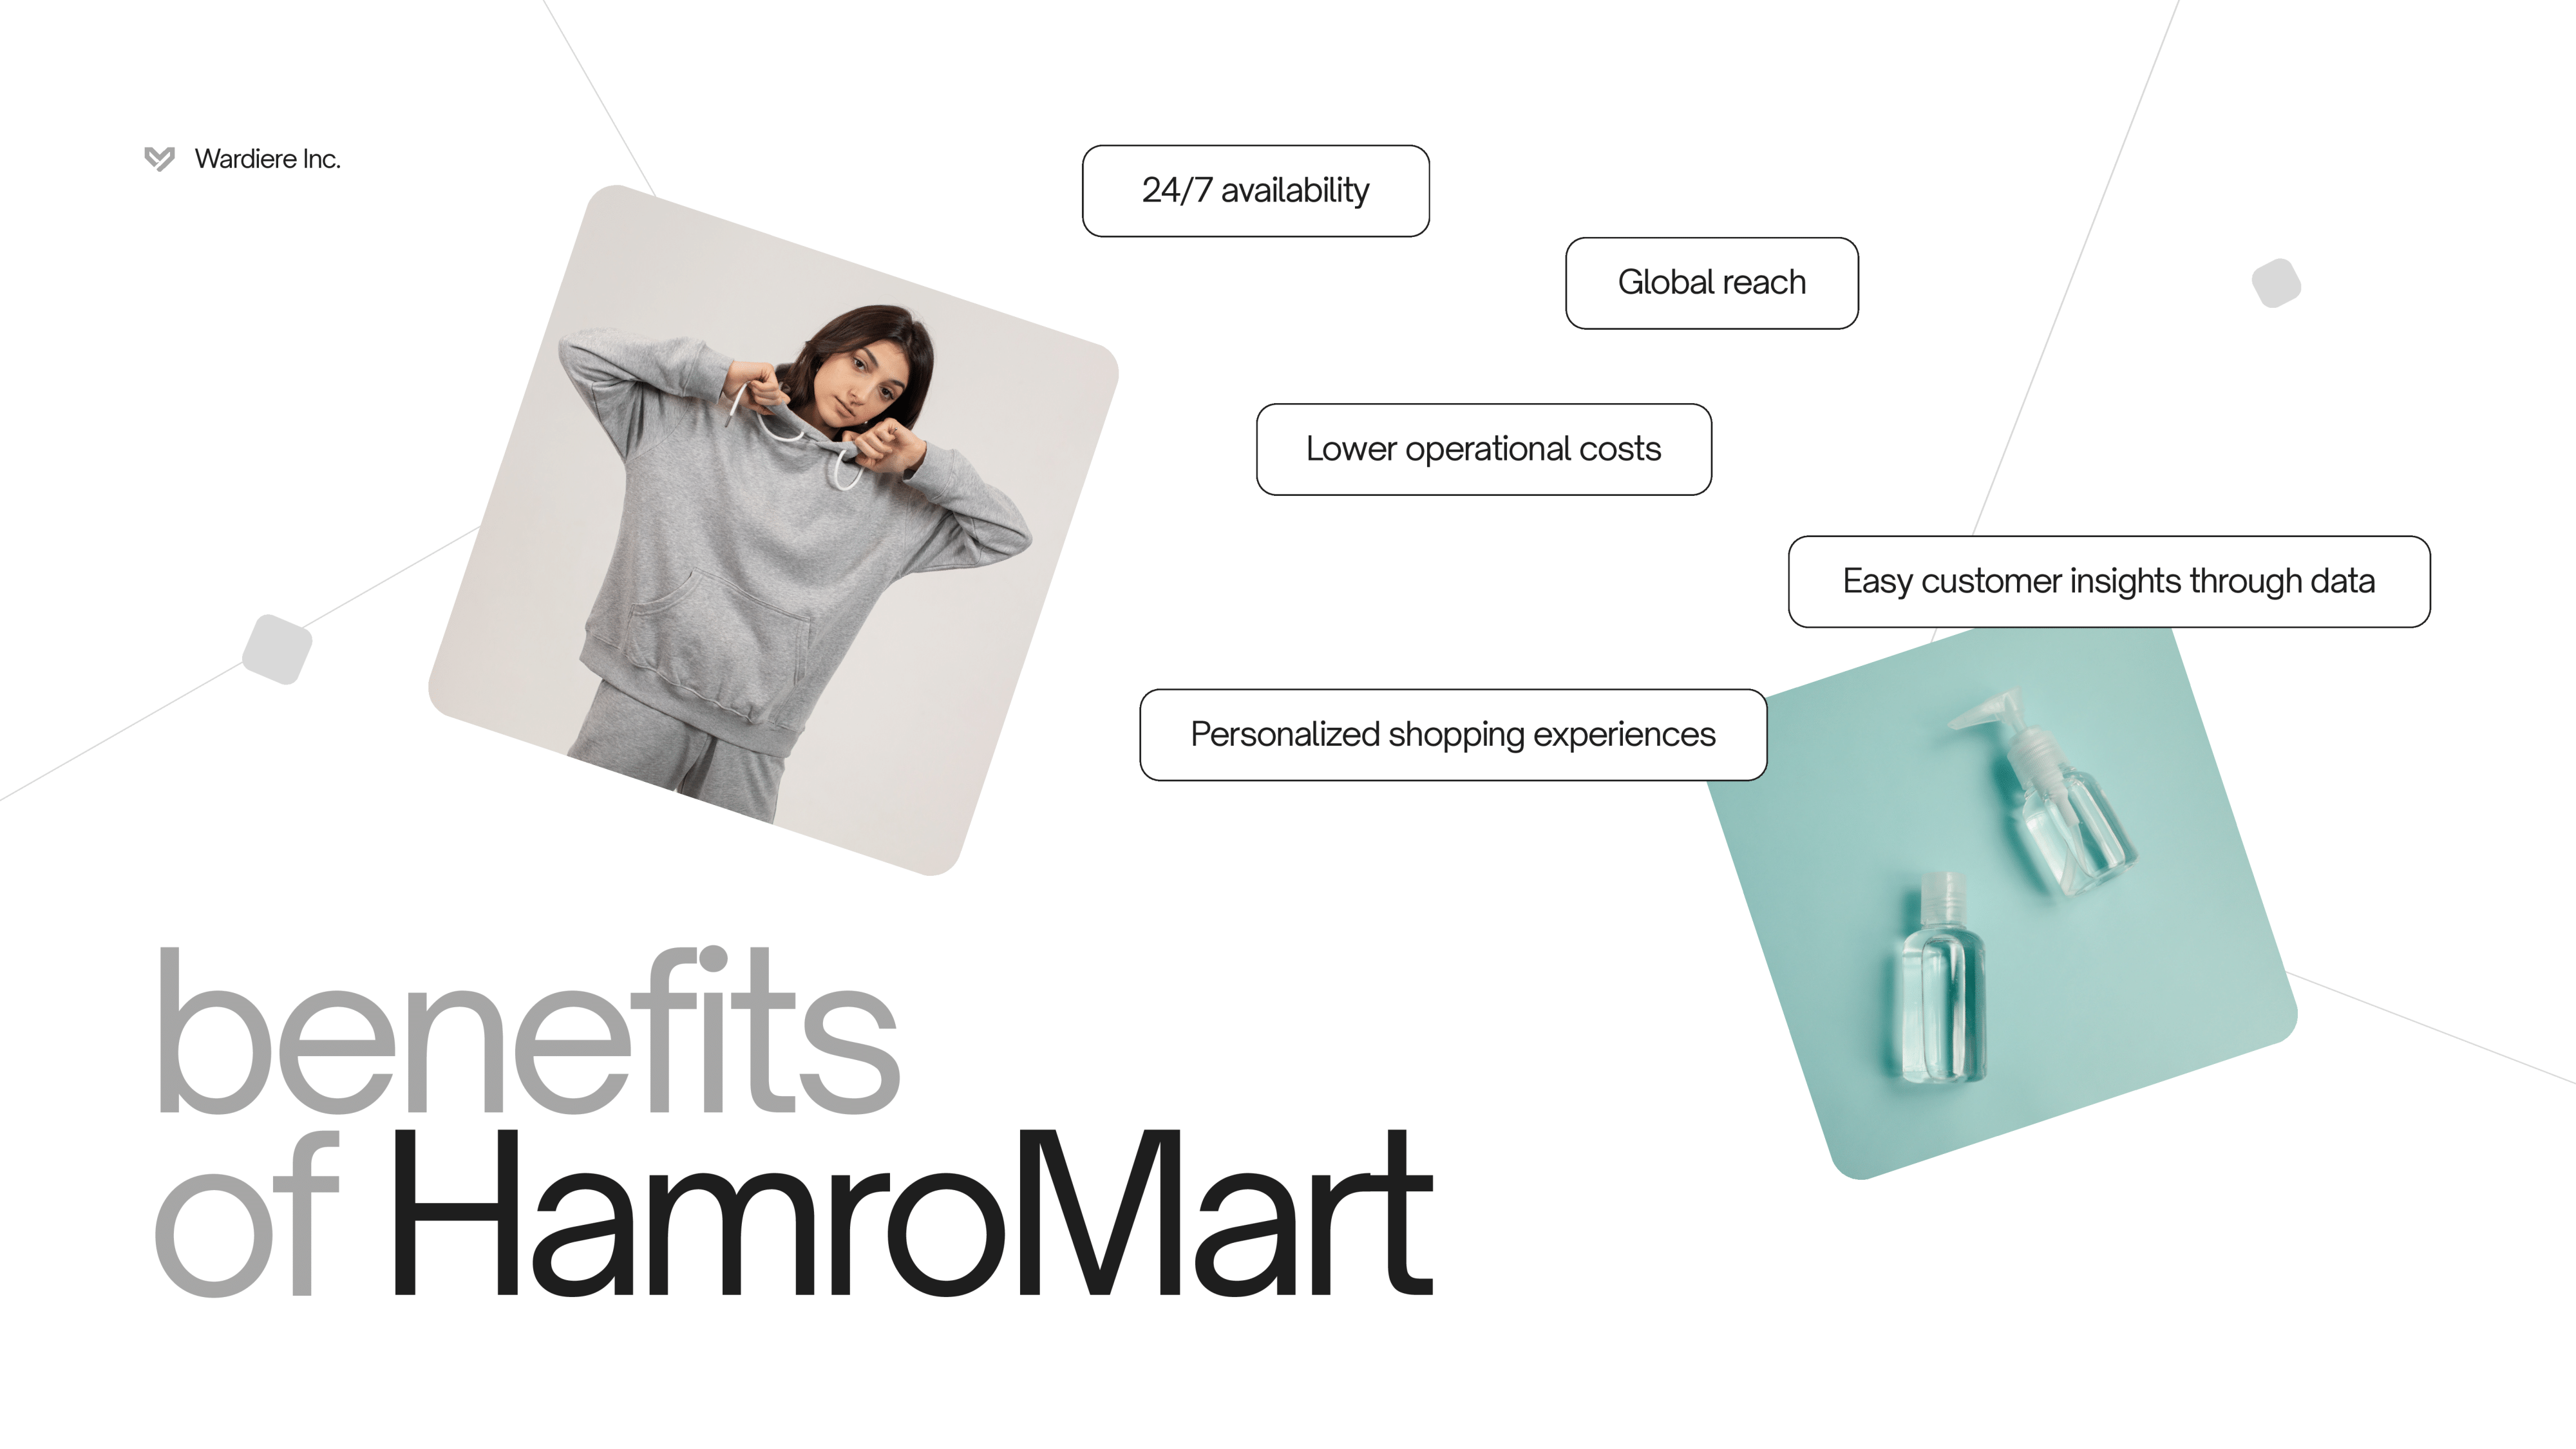 Wardiere Inc.
24/7 availability
Global reach
Lower operational costs
Easy customer insights through data
Personalized shopping experiences
benefits
of HamroMart